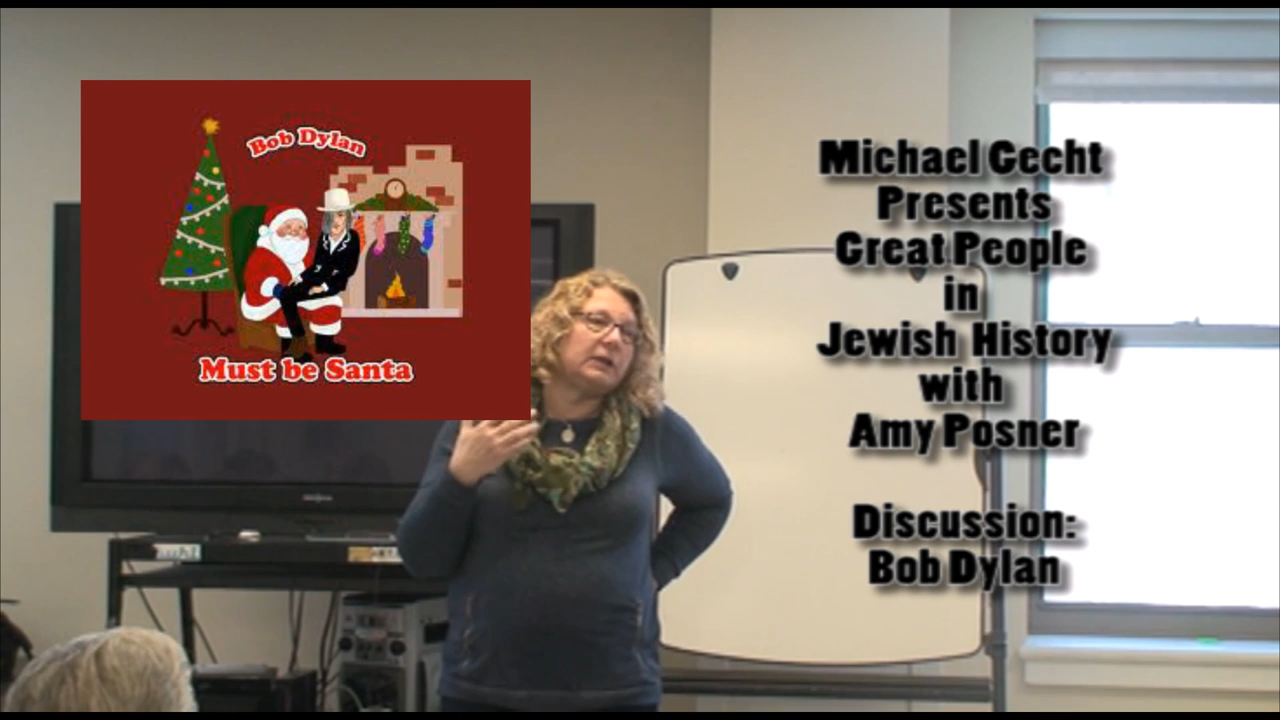 Bob Dylan
Must be Santa
Michael Gecht
Presents
Great People
in
Jewish History
with
Amy Posner
Discussion:
Bob Dylan